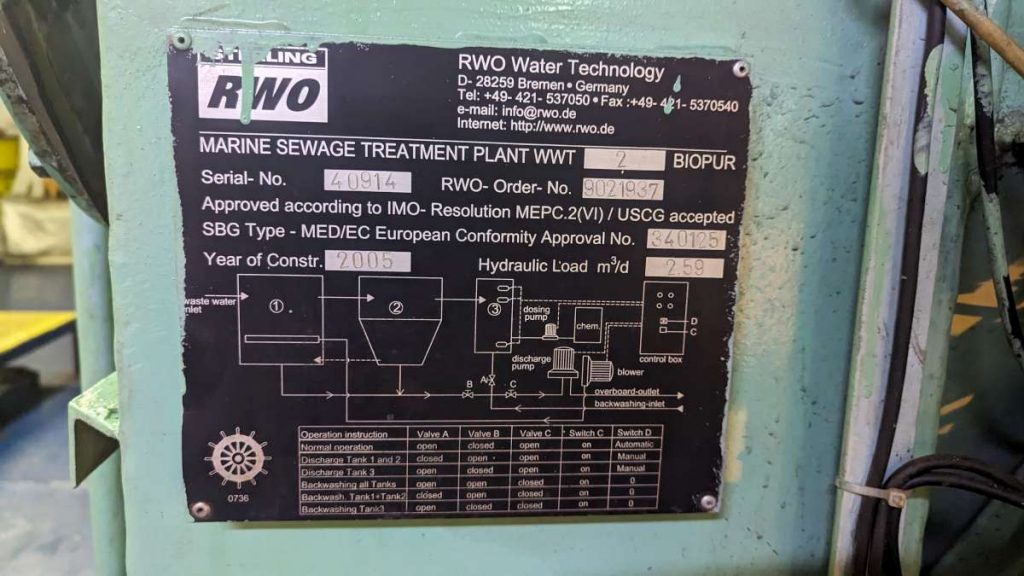 STERLING
RWO
RWO Water Technology
D- 28259 Bremen • Germany
Tel: +49- 421- 537050 • Fax :+49- 421- 5370540
e-mail: info@rwo.de
Internet: http://www.rwo.de
MARINE SEWAGE TREATMENT PLANT WWT 2 BIOPUR
Serial- No. 40914 RWO- Order- No. 9021937
Approved according to IMO- Resolution MEPC.2(VI) / USCG accepted
SBG Type - MED/EC European Conformity Approval No. 340125
Year of Constr. 2005 Hydraulic Load m³/d 2.59
waste water
inlet
1
2
3
dosing
pump
chem.
D
C
control box
discharge
pump
blower
A
B
C
overboard-outlet
backwashing-inlet
Operation instruction Valve A Valve B Valve C Switch C Switch D
Normal operation open closed open on Automatic
Discharge Tank 1 and 2 closed open open on Manual
Discharge Tank 3 open closed open on Manual
Backwashing all Tanks open open closed on 0
Backwash. Tank1+Tank2 closed open closed on 0
Backwashing Tank3 open closed closed on 0
0736